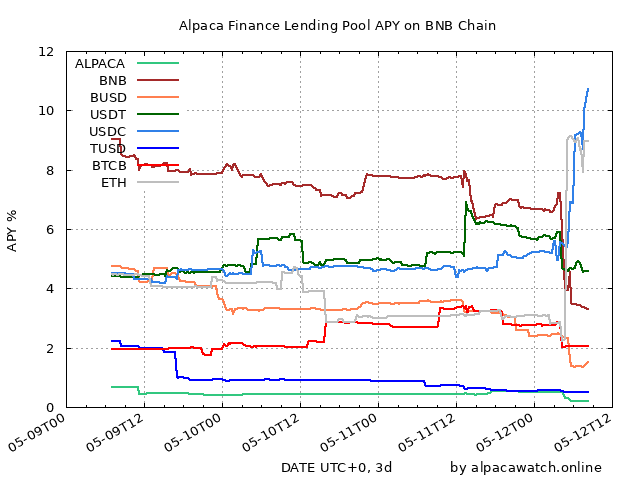 Alpaca Finance Lending Pool APY on BNB Chain
12
10
8
6
4
2
0
APY %
ALPACA
BNB
BUSD
USDT
USDC
TUSD
BTCB
ETH
05-09T00
05-09T12
05-10T00
05-10T12
05-11T00
05-11T12
05-12T00
05-12T12
DATE UTC+0, 3d
by alpacawatch.online